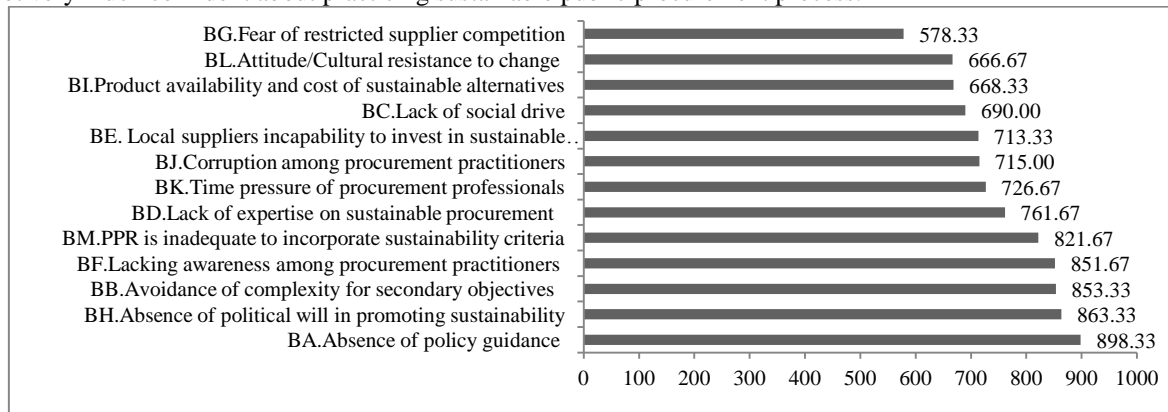 BG.Fear of restricted supplier competition 578.33
BL.Attitude/Cultural resistance to change 666.67
BI.Product availability and cost of sustainable alternatives 668.33
BC.Lack of social drive 690.00
BE. Local suppliers incapability to invest in sustainable.. 713.33
BJ.Corruption among procurement practitioners 715.00
BK.Time pressure of procurement professionals 726.67
BD.Lack of expertise on sustainable procurement 761.67
BM.PPR is inadequate to incorporate sustainability criteria 821.67
BF.Lacking awareness among procurement practitioners 851.67
BB.Avoidance of complexity for secondary objectives 853.33
BH.Absence of political will in promoting sustainability 863.33
BA.Absence of policy guidance 898.33
0 100 200 300 400 500 600 700 800 900 1000